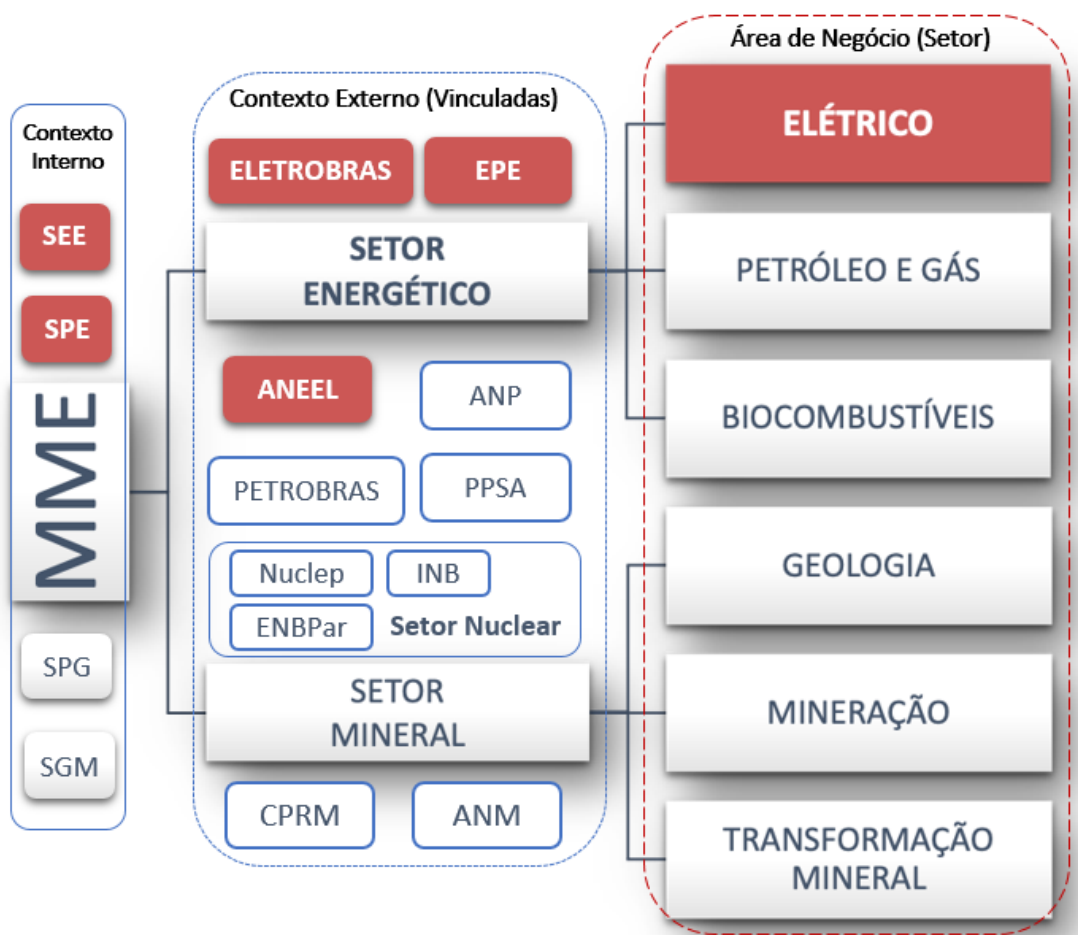 Contexto
Interno
SEE
SPE
MME
SPG
SGM
Contexto Externo (Vinculadas)
ELETROBRAS
EPE
SETOR
ENERGÉTICO
ANEEL
ANP
PETROBRAS
PPSA
Nuclep
INB
ENBPar
Setor Nuclear
SETOR
MINERAL
CPRM
ANM
Área de Negócio (Setor)
ELÉTRICO
PETRÓLEO E GÁS
BIOCOMBUSTÍVEIS
GEOLOGIA
MINERAÇÃO
TRANSFORMAÇÃO
MINERAL